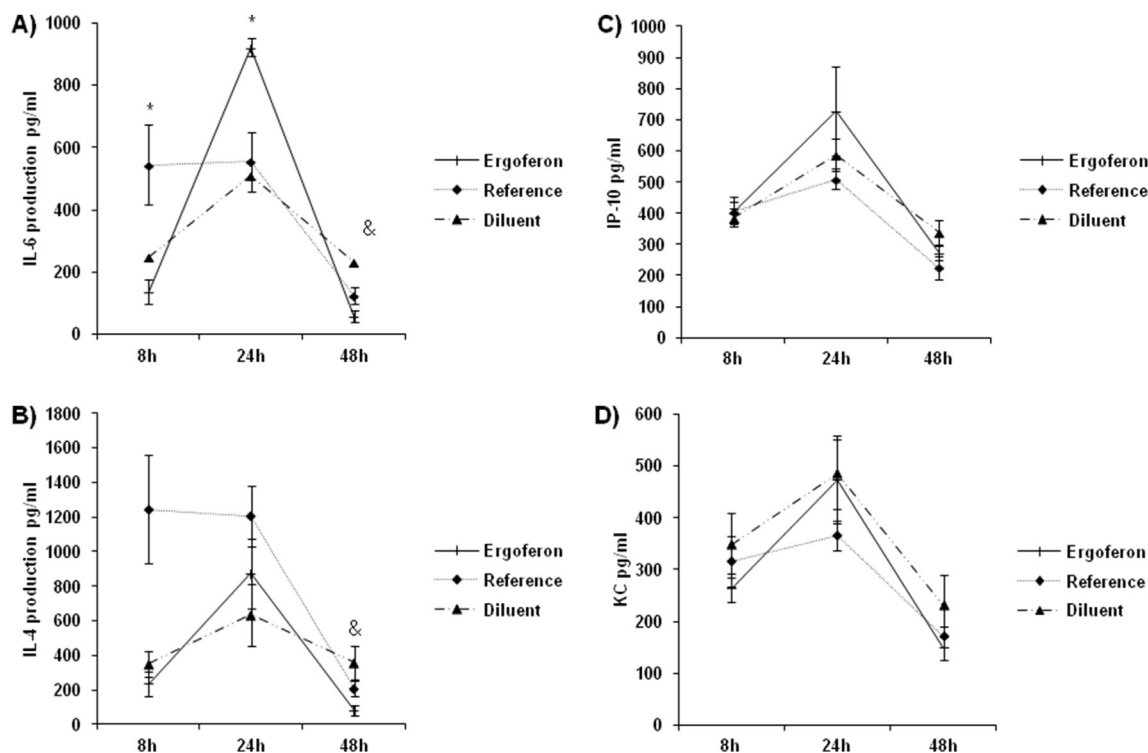 A)
IL-6 production pg/ml
1000
800
600
400
200
0
*
*
&
8h 24h 48h
Ergoferon
Reference
Diluent
C)
IP-10 pg/ml
1000
900
800
700
600
500
400
300
200
100
0
8h 24h 48h
Ergoferon
Reference
Diluent
B)
IL-4 production pg/ml
1800
1600
1400
1200
1000
800
600
400
200
0
&
8h 24h 48h
Ergoferon
Reference
Diluent
D)
KC pg/ml
600
500
400
300
200
100
0
8h 24h 48h
Ergoferon
Reference
Diluent